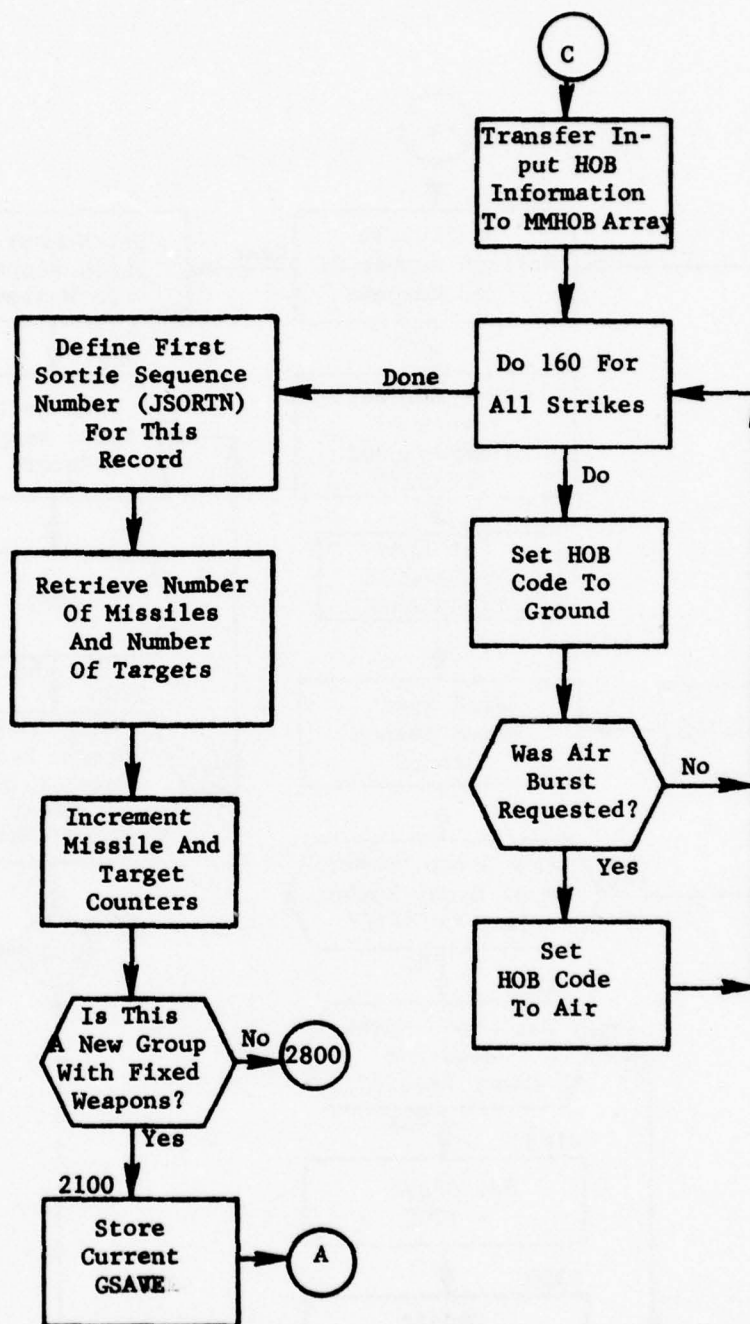 C
Transfer In-
put HOB
Information
To MMHOB Array
Do 160 For
All Strikes
Done
Do
Set HOB
Code To
Ground
Was Air
Burst
Requested?
No
Yes
Set
HOB Code
To Air
Define First
Sortie Sequence
Number (JSORTN)
For This
Record
Retrieve Number
Of Missiles
And Number
Of Targets
Increment
Missile And
Target
Counters
Is This
A New Group
With Fixed
Weapons?
No
2800
Yes
2100
Store
Current
GSAVE
A